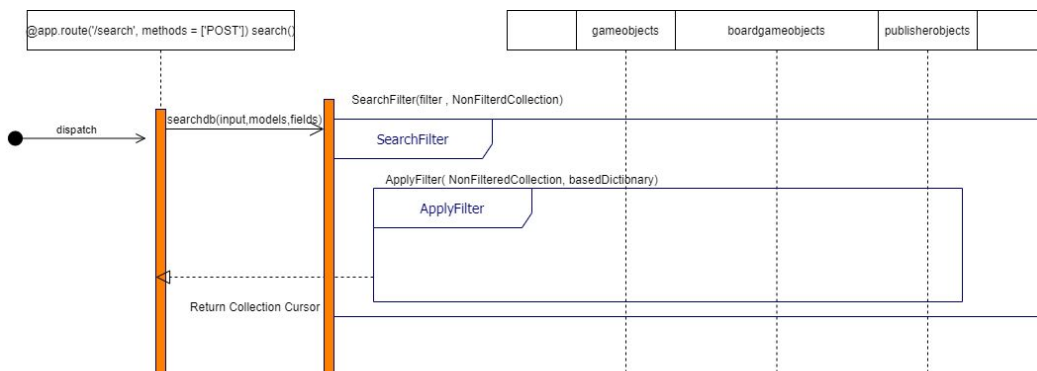 @app.route('/search', methods = ['POST']) search()
gameobjects
boardgameobjects
publisherobjects
SearchFilter(filter , NonFilterdCollection)
searchdb(input,models,fields)
dispatch
SearchFilter
ApplyFilter( NonFilteredCollection, basedDictionary)
ApplyFilter
Return Collection Cursor